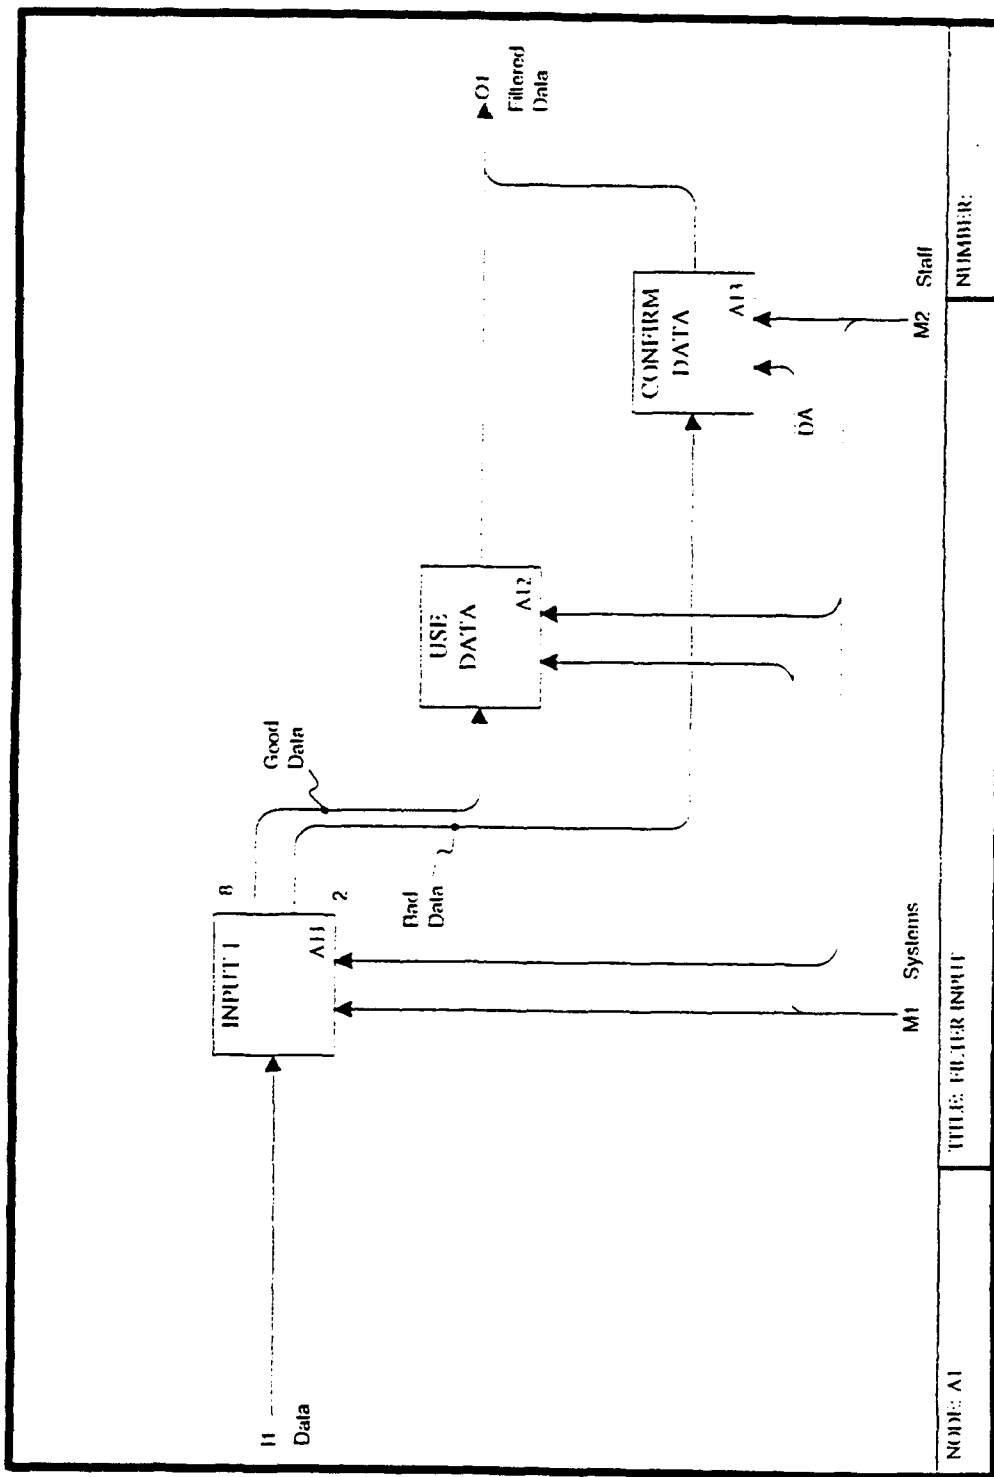 I1
Data
INPUT 1
A11
8
2
Good
Data
Bad
Data
USE
DATA
A12
CONFIRM
DATA
A13
DA
O1
Filtered
Data
M1 Systems
M2 Staff
NODE: A1
TITLE: FILTER INPUT
NUMBER: